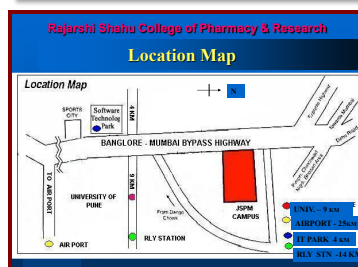 Rajarshi Shahu College of Pharmacy & Research
Location Map
Location Map
N
SPORTS
CITY
Software
Technolog
Park
4 KM
BANGLORE - MUMBAI BYPASS HIGHWAY
TO AIR PORT
UNIVERSITY OF
PUNE
9 KM
From Dange
Chowk
JSPM
CAMPUS
AIR PORT
RLY STATION
UNIV. – 9 KM
AIRPORT - 25KM
IT PARK 4 KM
RLY STN -14 KM